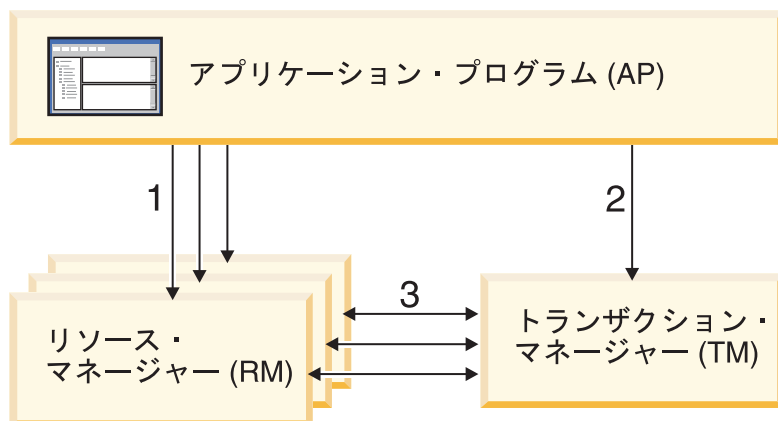 アプリケーション・プログラム (AP)
1
2
3
リソース・
マネージャー (RM)
トランザクション・
マネージャー (TM)